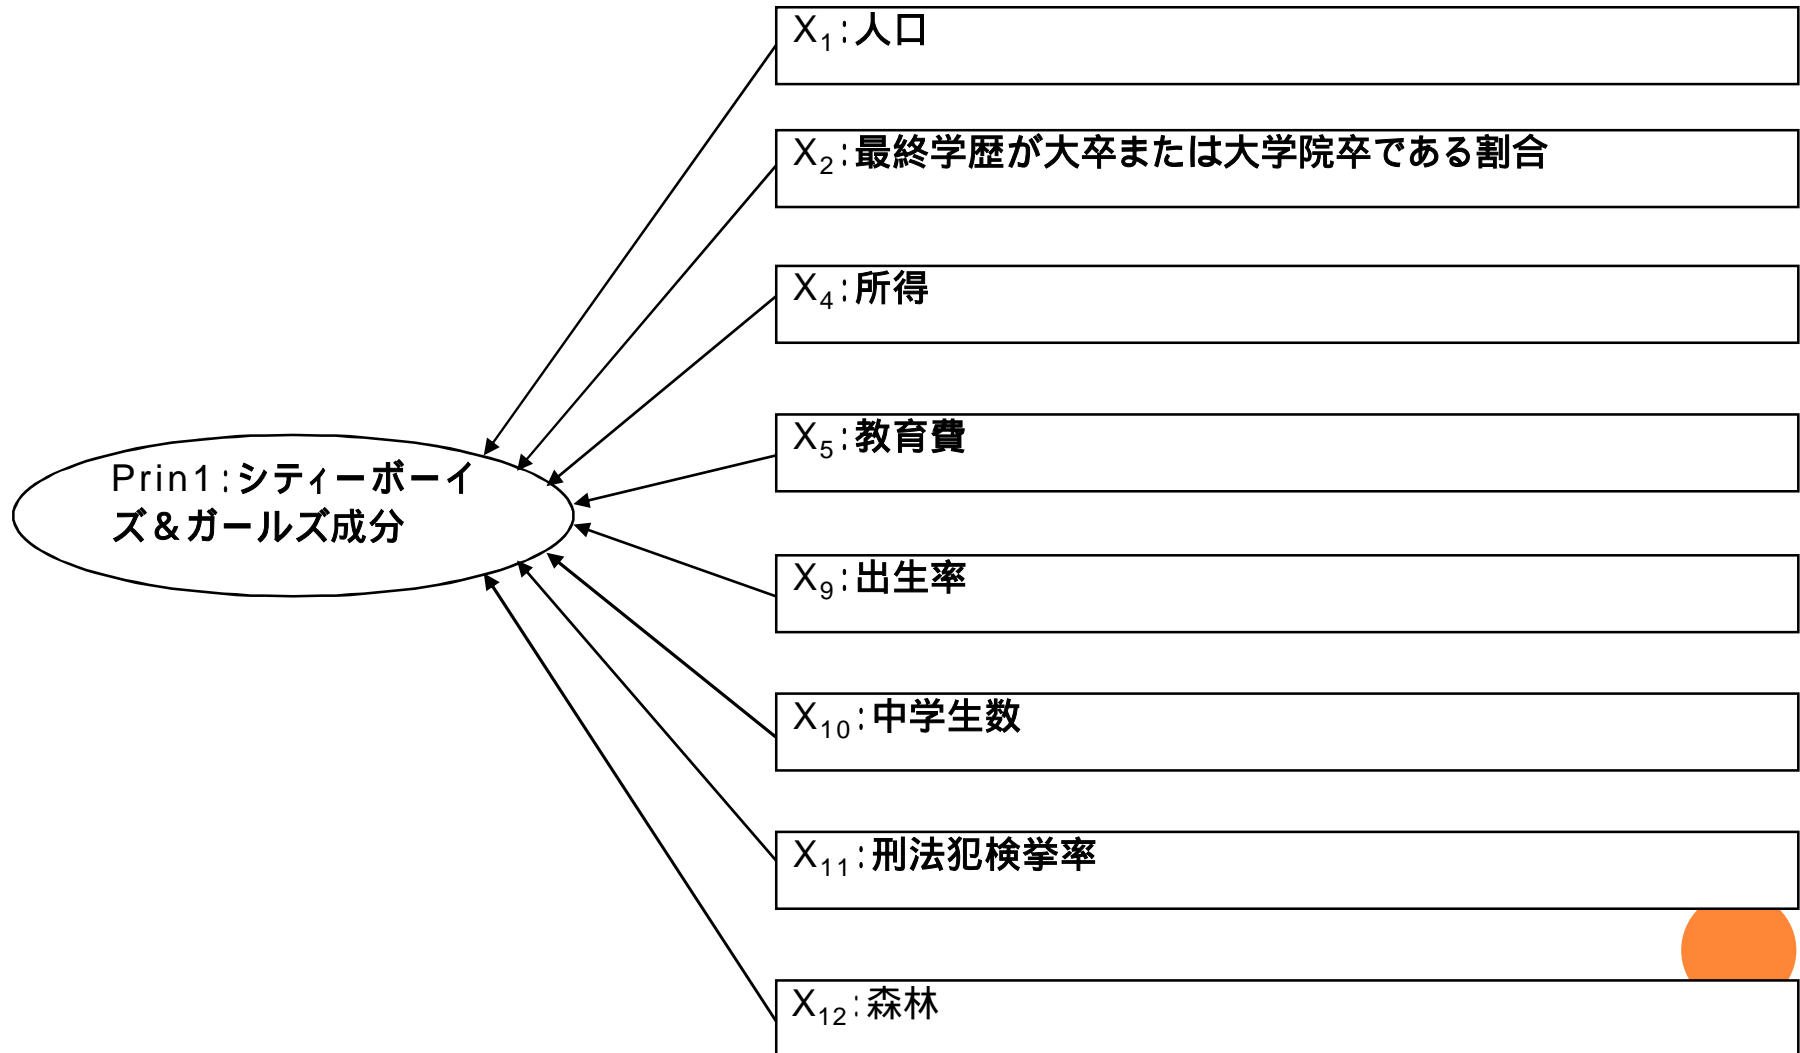 X₁:人口
X₂:最終学歴が大卒または大学院卒である割合
X₄:所得
X₅:教育費
Prin1:シティーボーイ
ズ&ガールズ成分
X₉:出生率
X₁₀:中学生数
X₁₁:刑法犯検挙率
X₁₂:森林